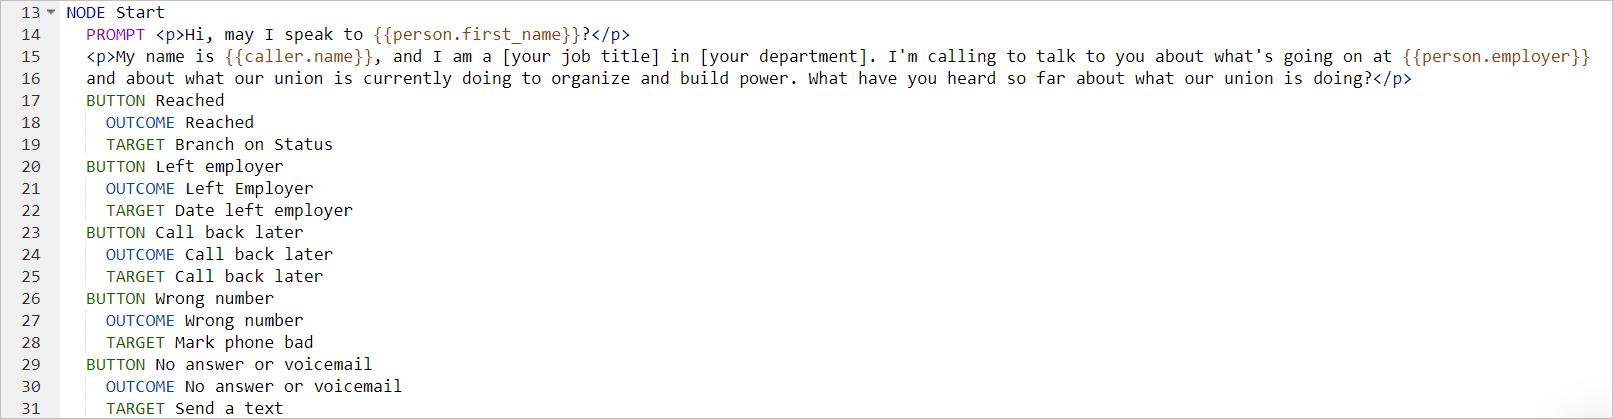 13 NODE Start
14 PROMPT <p>Hi, may I speak to {{person.first_name}}?</p>
15 <p>My name is {{caller.name}}, and I am a [your job title] in [your department]. I'm calling to talk to you about what's going on at {{person.employer}}
16 and about what our union is currently doing to organize and build power. What have you heard so far about what our union is doing?</p>
17 BUTTON Reached
18 OUTCOME Reached
19 TARGET Branch on Status
20 BUTTON Left employer
21 OUTCOME Left Employer
22 TARGET Date left employer
23 BUTTON Call back later
24 OUTCOME Call back later
25 TARGET Call back later
26 BUTTON Wrong number
27 OUTCOME Wrong number
28 TARGET Mark phone bad
29 BUTTON No answer or voicemail
30 OUTCOME No answer or voicemail
31 TARGET Send a text